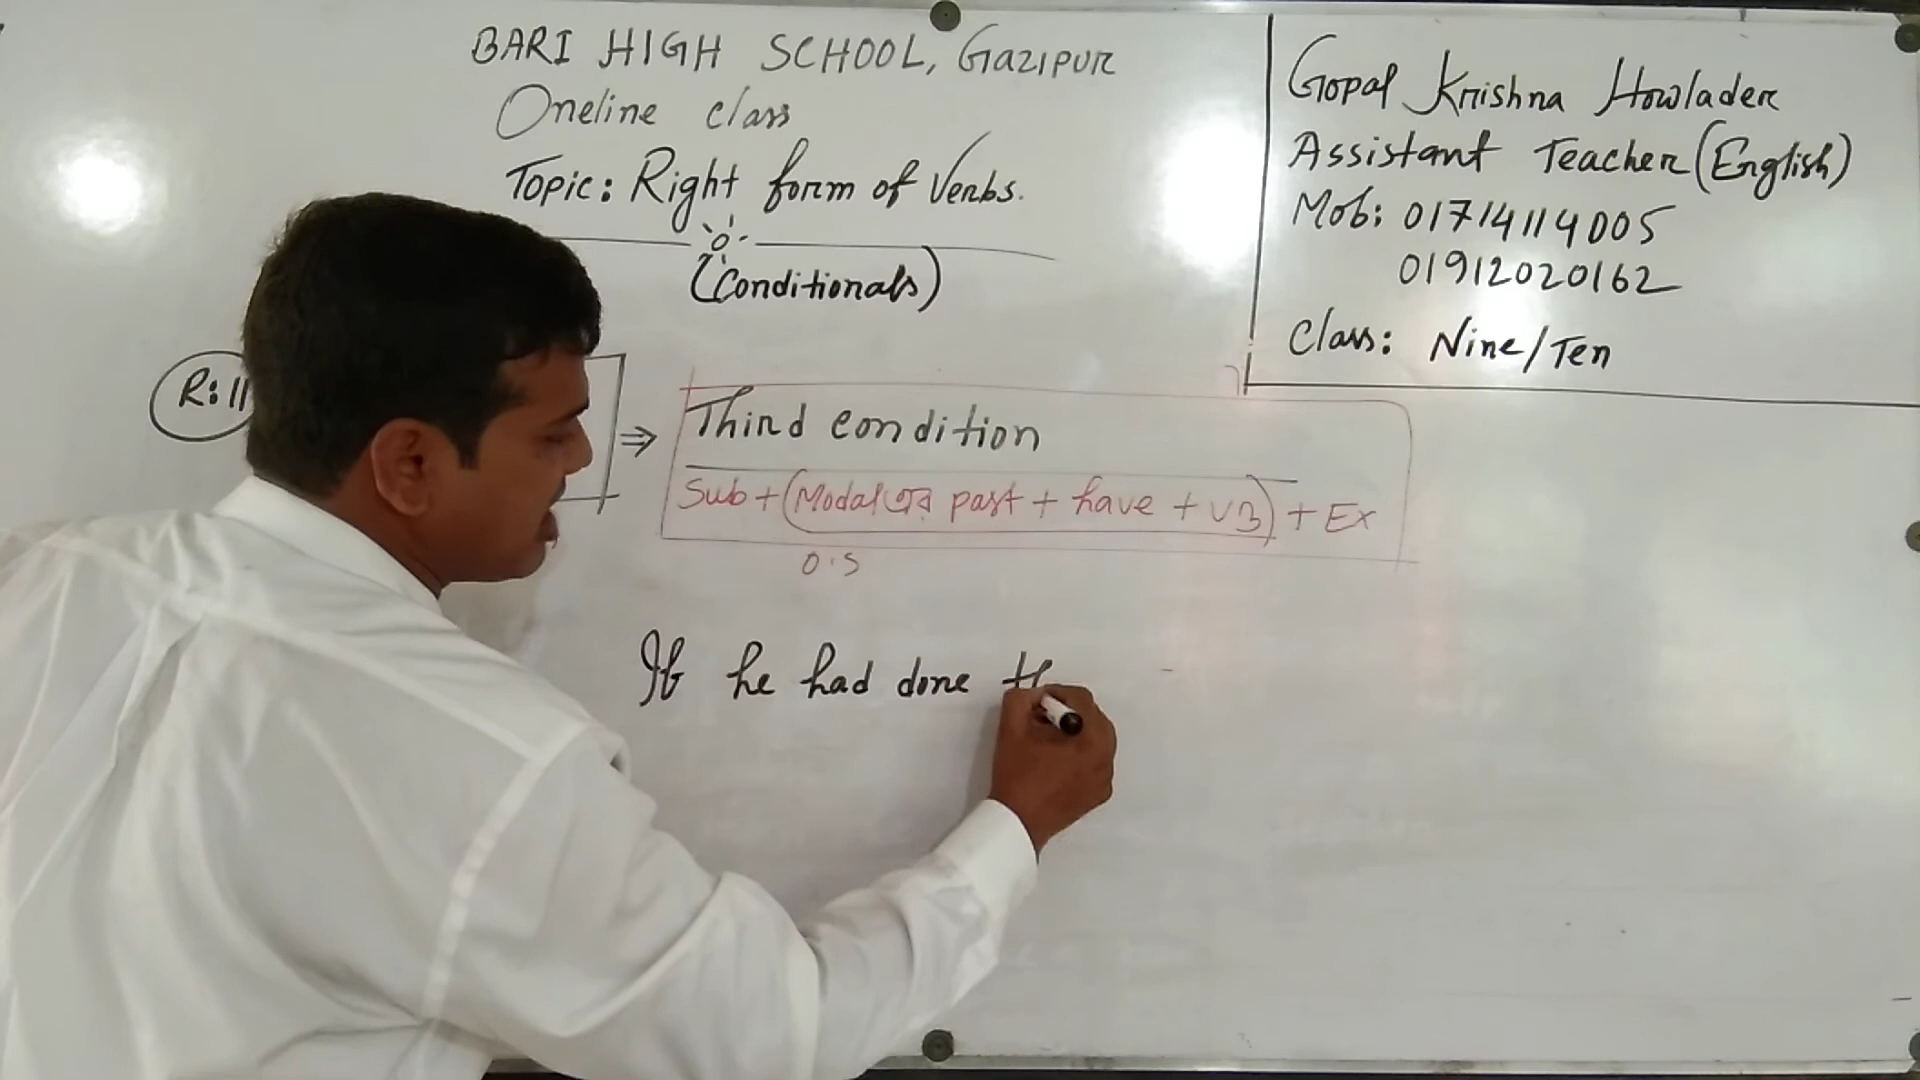 BARI HIGH SCHOOL, GAZIPUR
Oneline class
Topic: Right form of Verbs.
(Conditionals)
Gopal Krishna Howlader
Assistant Teacher (English)
Mob: 01714114005
01912020162
Class: Nine/Ten
R:11
⇒ Third condition
Sub + (Modal এর past + have + V3) + Ex
O.S
If he had done